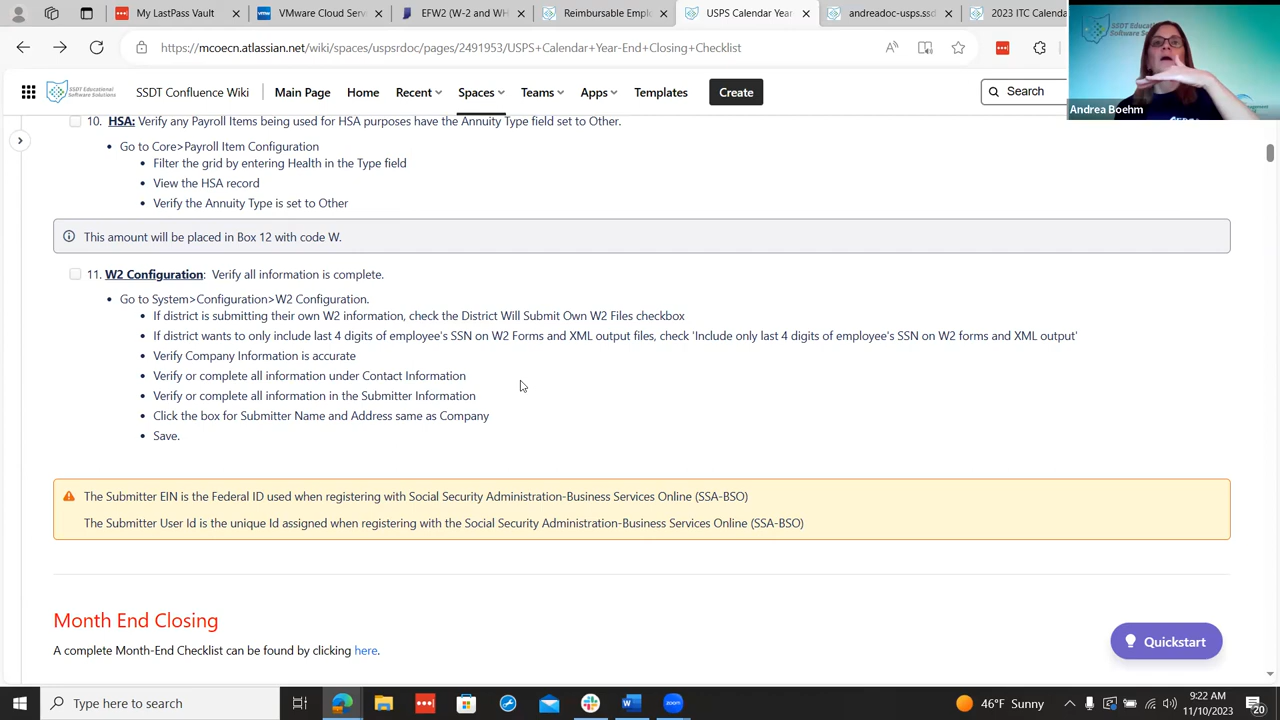 My LastPass Vault
VMware Cloud Serv
EFW2 (W-2 and WH
Reimbursable Emplo
USPS Calendar Year
andreadoc-usps.ssd
2023 ITC Calenda
https://mcoecn.atlassian.net/wiki/spaces/uspsrdoc/pages/2491953/USPS+Calendar+Year-End+Closing+Checklist
SSDT Educational
Software Solutions
SSDT Confluence Wiki
Main Page
Home
Recent
Spaces
Teams
Apps
Templates
Create
Search
Andrea Boehm
10. HSA: Verify any Payroll Items being used for HSA purposes have the Annuity Type field set to Other.
• Go to Core>Payroll Item Configuration
• Filter the grid by entering Health in the Type field
• View the HSA record
• Verify the Annuity Type is set to Other
This amount will be placed in Box 12 with code W.
11. W2 Configuration: Verify all information is complete.
• Go to System>Configuration>W2 Configuration.
• If district is submitting their own W2 information, check the District Will Submit Own W2 Files checkbox
• If district wants to only include last 4 digits of employee's SSN on W2 Forms and XML output files, check 'Include only last 4 digits of employee's SSN on W2 forms and XML output'
• Verify Company Information is accurate
• Verify or complete all information under Contact Information
• Verify or complete all information in the Submitter Information
• Click the box for Submitter Name and Address same as Company
• Save.
The Submitter EIN is the Federal ID used when registering with Social Security Administration-Business Services Online (SSA-BSO)
The Submitter User Id is the unique Id assigned when registering with the Social Security Administration-Business Services Online (SSA-BSO)
Month End Closing
A complete Month-End Checklist can be found by clicking here.
Quickstart
Type here to search
46°F Sunny
9:22 AM
11/10/2023
20